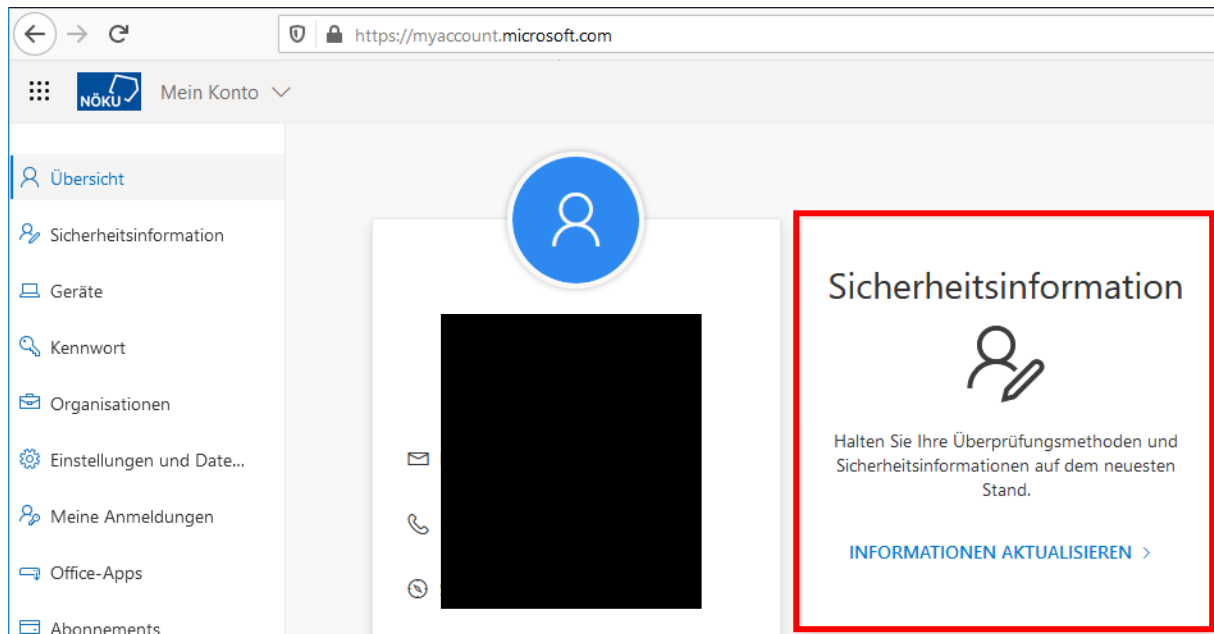 https://myaccount.microsoft.com
NÖKU
Mein Konto
Übersicht
Sicherheitsinformation
Geräte
Kennwort
Organisationen
Einstellungen und Date...
Meine Anmeldungen
Office-Apps
Abonnements
Sicherheitsinformation
Halten Sie Ihre Überprüfungsmethoden und
Sicherheitsinformationen auf dem neuesten
Stand.
INFORMATIONEN AKTUALISIEREN >